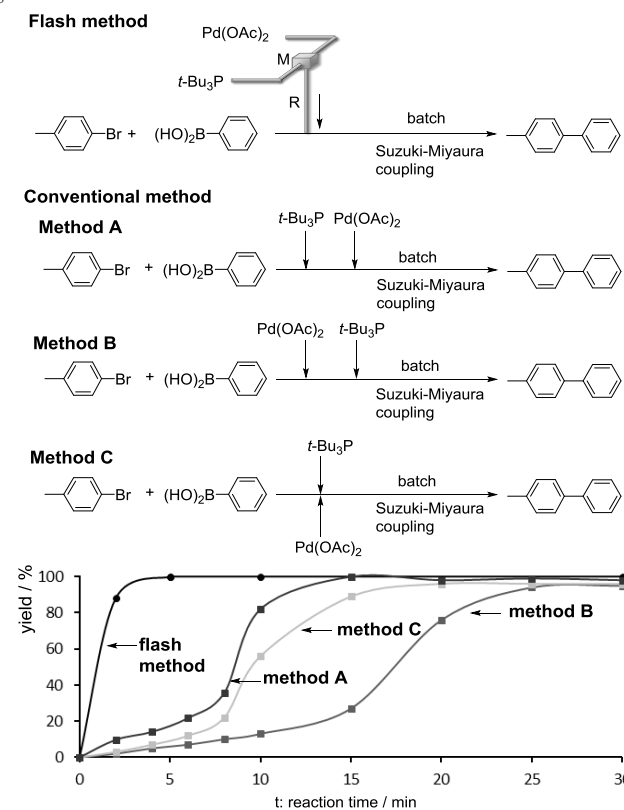 Flash method
Pd(OAc)2
M
t-Bu3P
R
Br + (HO)2B
batch
Suzuki-Miyaura
coupling
Conventional method
Method A
t-Bu3P Pd(OAc)2
Br + (HO)2B
batch
Suzuki-Miyaura
coupling
Method B
Pd(OAc)2 t-Bu3P
Br + (HO)2B
batch
Suzuki-Miyaura
coupling
Method C
t-Bu3P
Br + (HO)2B
batch
Suzuki-Miyaura
coupling
Pd(OAc)2
yield / %
100
80
60
40
20
0
flash
method
method C
method A
method B
0 5 10 15 20 25 30
t: reaction time / min